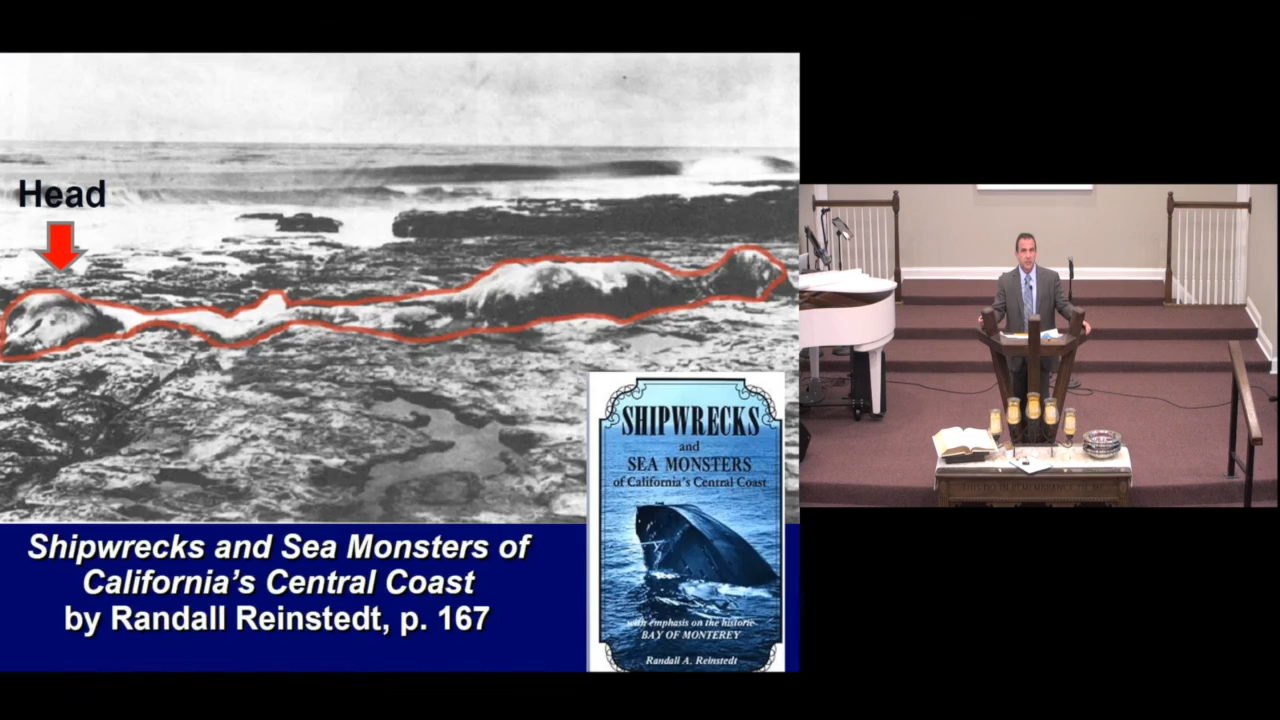 Head
Shipwrecks and Sea Monsters of
California's Central Coast
by Randall Reinstedt, p. 167
SHIPWRECKS
and
SEA MONSTERS
of California's Central Coast
with emphasis on the historic
BAY OF MONTEREY
Randall A. Reinstedt